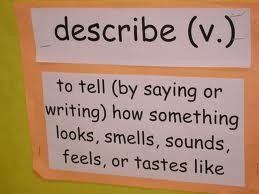 describe (v.)
to tell (by saying or
writing) how something
looks, smells, sounds,
feels, or tastes like